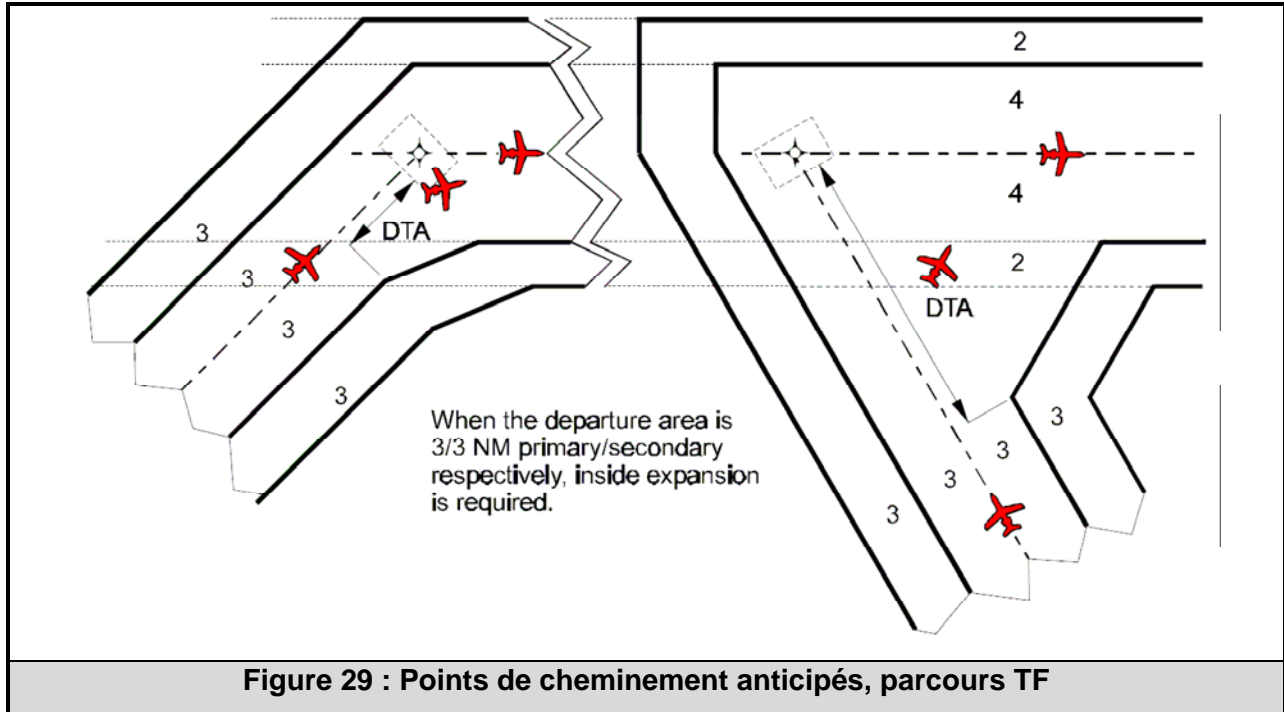 2
4
3
DTA
4
3
2
DTA
3
3
3
3
3
3
When the departure area is
3/3 NM primary/secondary
respectively, inside expansion
is required.
Figure 29 : Points de cheminement anticipés, parcours TF